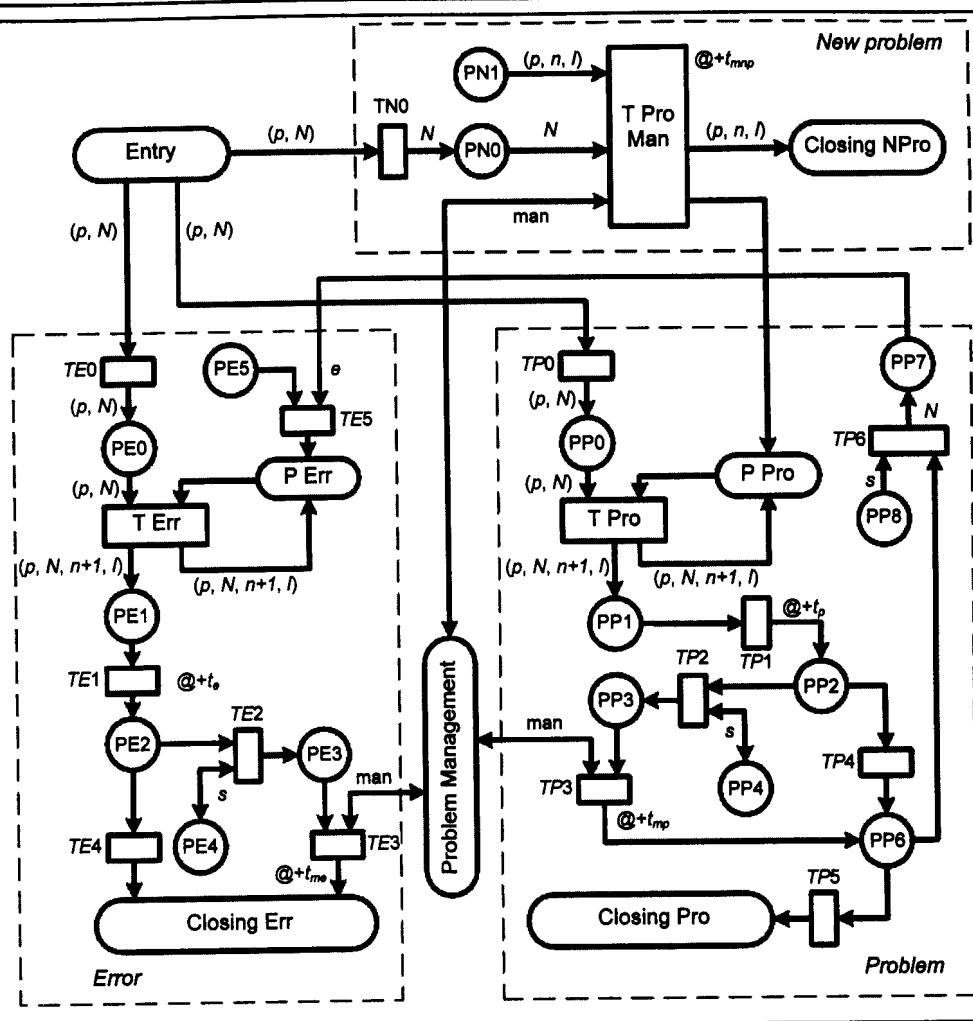 New problem
PN1
(p, n, l)
@+t_mnp
T Pro
Man
TN0
Entry
(p, N)
N
PN0
N
(p, n, l)
Closing NPro
man
(p, N)
(p, N)
TE0
PE5
e
TE5
TP0
PP7
(p, N)
(p, N)
N
TP6
PE0
PP0
P Err
P Pro
s
(p, N)
(p, N)
PP8
T Err
T Pro
(p, N, n+1, l)
(p, N, n+1, l)
(p, N, n+1, l)
(p, N, n+1, l)
PE1
PP1
@+t_p
TP1
TE1
@+t_e
TP2
PP2
PP3
PE2
TE2
PE3
Problem Management
man
s
TP4
s
man
TP3
PP4
@+t_mp
TE4
PE4
TE3
PP6
@+t_me
TP5
Closing Err
Closing Pro
Error
Problem